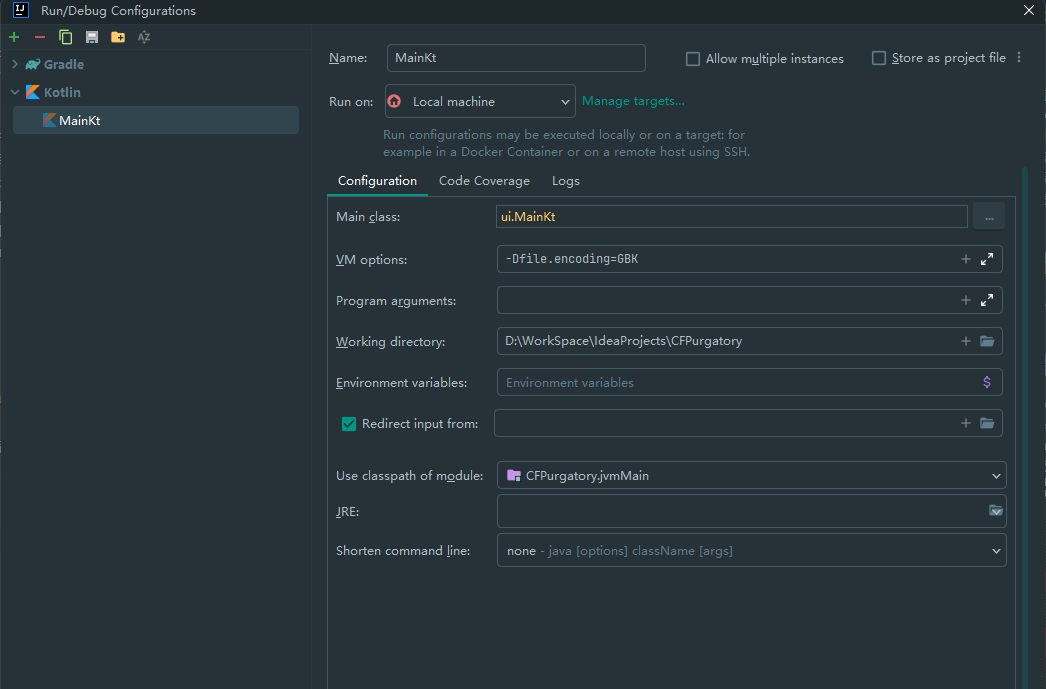 Run/Debug Configurations
Gradle
Kotlin
MainKt
Name: MainKt Allow multiple instances Store as project file
Run on: Local machine Manage targets...
Run configurations may be executed locally or on a target: for
example in a Docker Container or on a remote host using SSH.
Configuration Code Coverage Logs
Main class: ui.MainKt ...
VM options: -Dfile.encoding=GBK
Program arguments:
Working directory: D:\WorkSpace\IdeaProjects\CFPurgatory
Environment variables: Environment variables $
Redirect input from:
Use classpath of module: CFPurgatory.jvmMain
JRE:
Shorten command line: none - java [options] className [args]